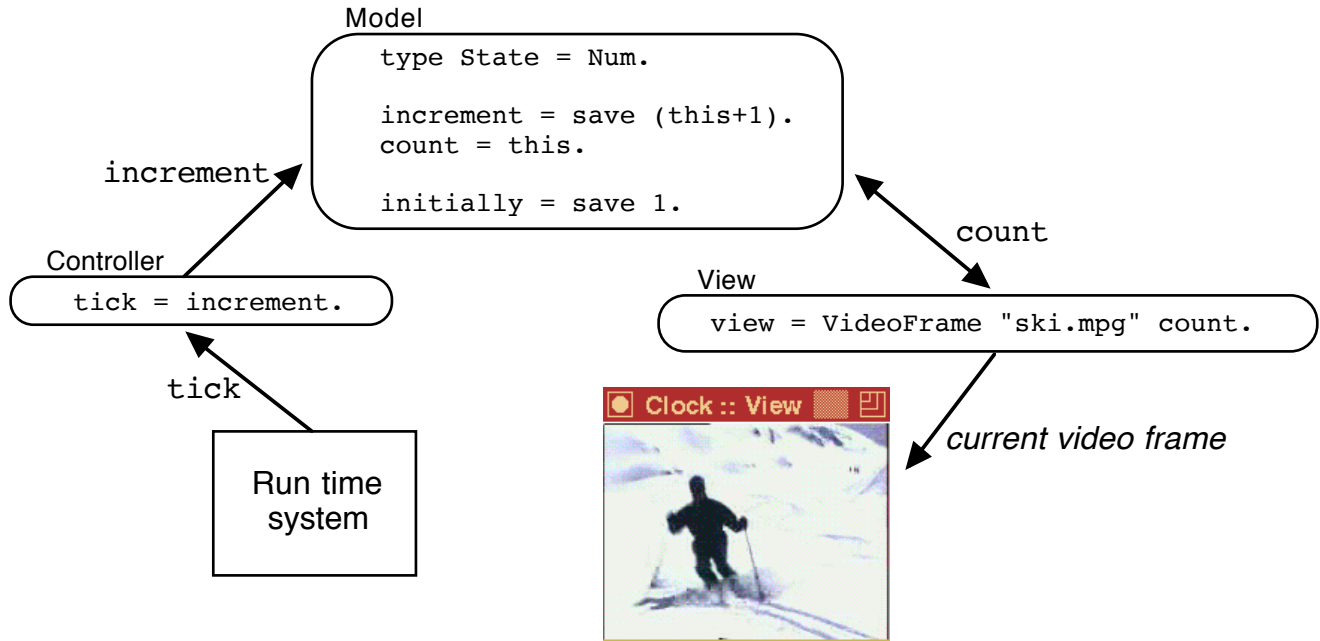 Model
type State = Num.
increment = save (this+1).
count = this.
initially = save 1.
increment
count
Controller
tick = increment.
View
view = VideoFrame "ski.mpg" count.
tick
Clock :: View
current video frame
Run time
system